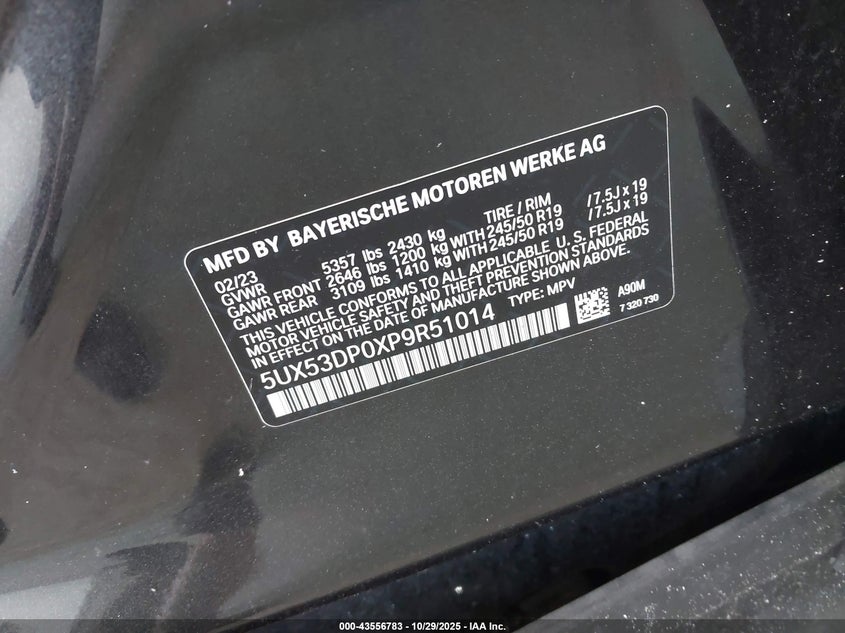 MFD BY BAYERISCHE MOTOREN WERKE AG
02/23
GVWR 5357 lbs 2430 kg TIRE / RIM
GAWR FRONT 2646 lbs 1200 kg WITH 245/50 R19 /7.5J x 19
GAWR REAR 3109 lbs 1410 kg WITH 245/50 R19 /7.5J x 19
THIS VEHICLE CONFORMS TO ALL APPLICABLE U. S. FEDERAL
MOTOR VEHICLE SAFETY AND THEFT PREVENTION STANDARDS
IN EFFECT ON THE DATE OF MANUFACTURE SHOWN ABOVE.
5UX53DP0XP9R51014 TYPE: MPV A90M
7 320 730
000-43556783 - 10/29/2025 - IAA Inc.